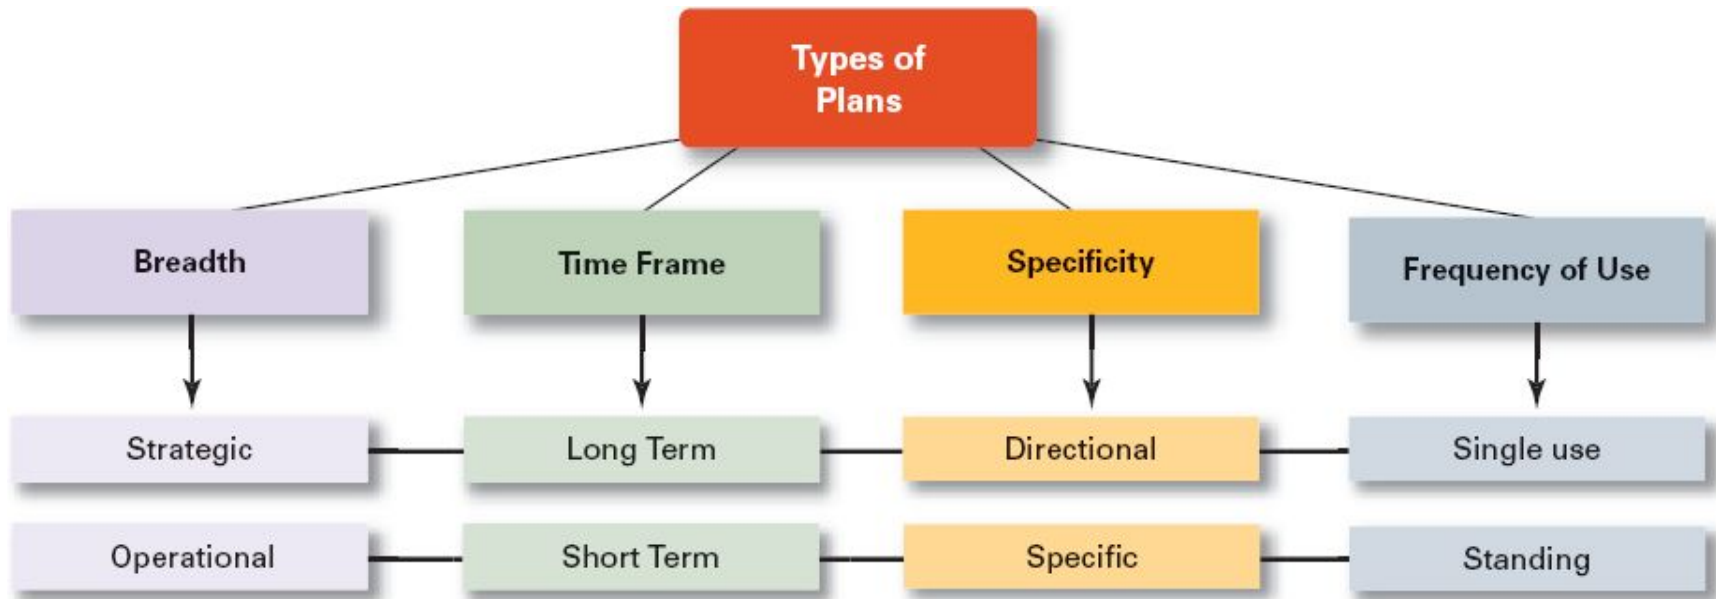 Types of
Plans
Breadth
Time Frame
Specificity
Frequency of Use
Strategic
Long Term
Directional
Single use
Operational
Short Term
Specific
Standing